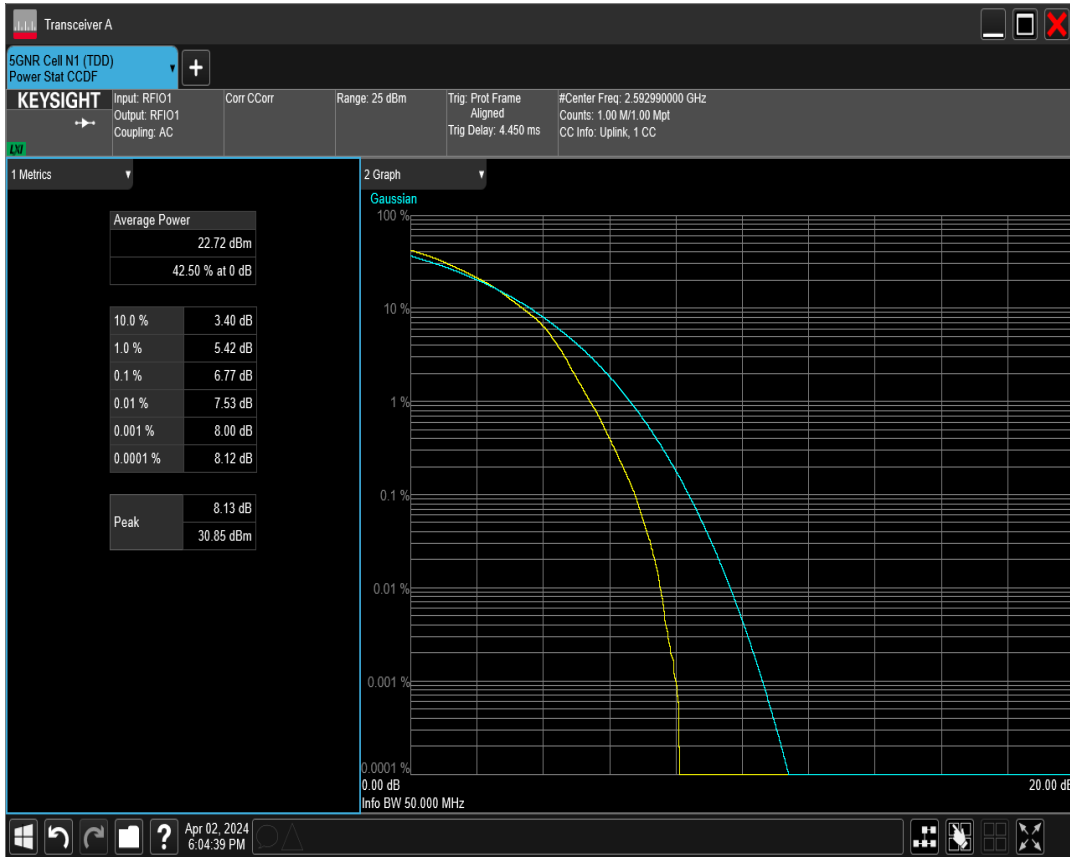 Transceiver A
5GNR Cell N1 (TDD)
Power Stat CCDF
KEYSIGHT
LXI
Input: RFIO1
Output: RFIO1
Coupling: AC
Corr CCorr
Range: 25 dBm
Trig: Prot Frame
Aligned
Trig Delay: 4.450 ms
#Center Freq: 2.592990000 GHz
Counts: 1.00 M/1.00 Mpt
CC Info: Uplink, 1 CC
1 Metrics
Average Power
22.72 dBm
42.50 % at 0 dB
10.0 % 3.40 dB
1.0 % 5.42 dB
0.1 % 6.77 dB
0.01 % 7.53 dB
0.001 % 8.00 dB
0.0001 % 8.12 dB
Peak
8.13 dB
30.85 dBm
2 Graph
Gaussian
100 %
10 %
1 %
0.1 %
0.01 %
0.001 %
0.0001 %
0.00 dB
20.00 dB
Info BW 50.000 MHz
?
Apr 02, 2024
6:04:39 PM